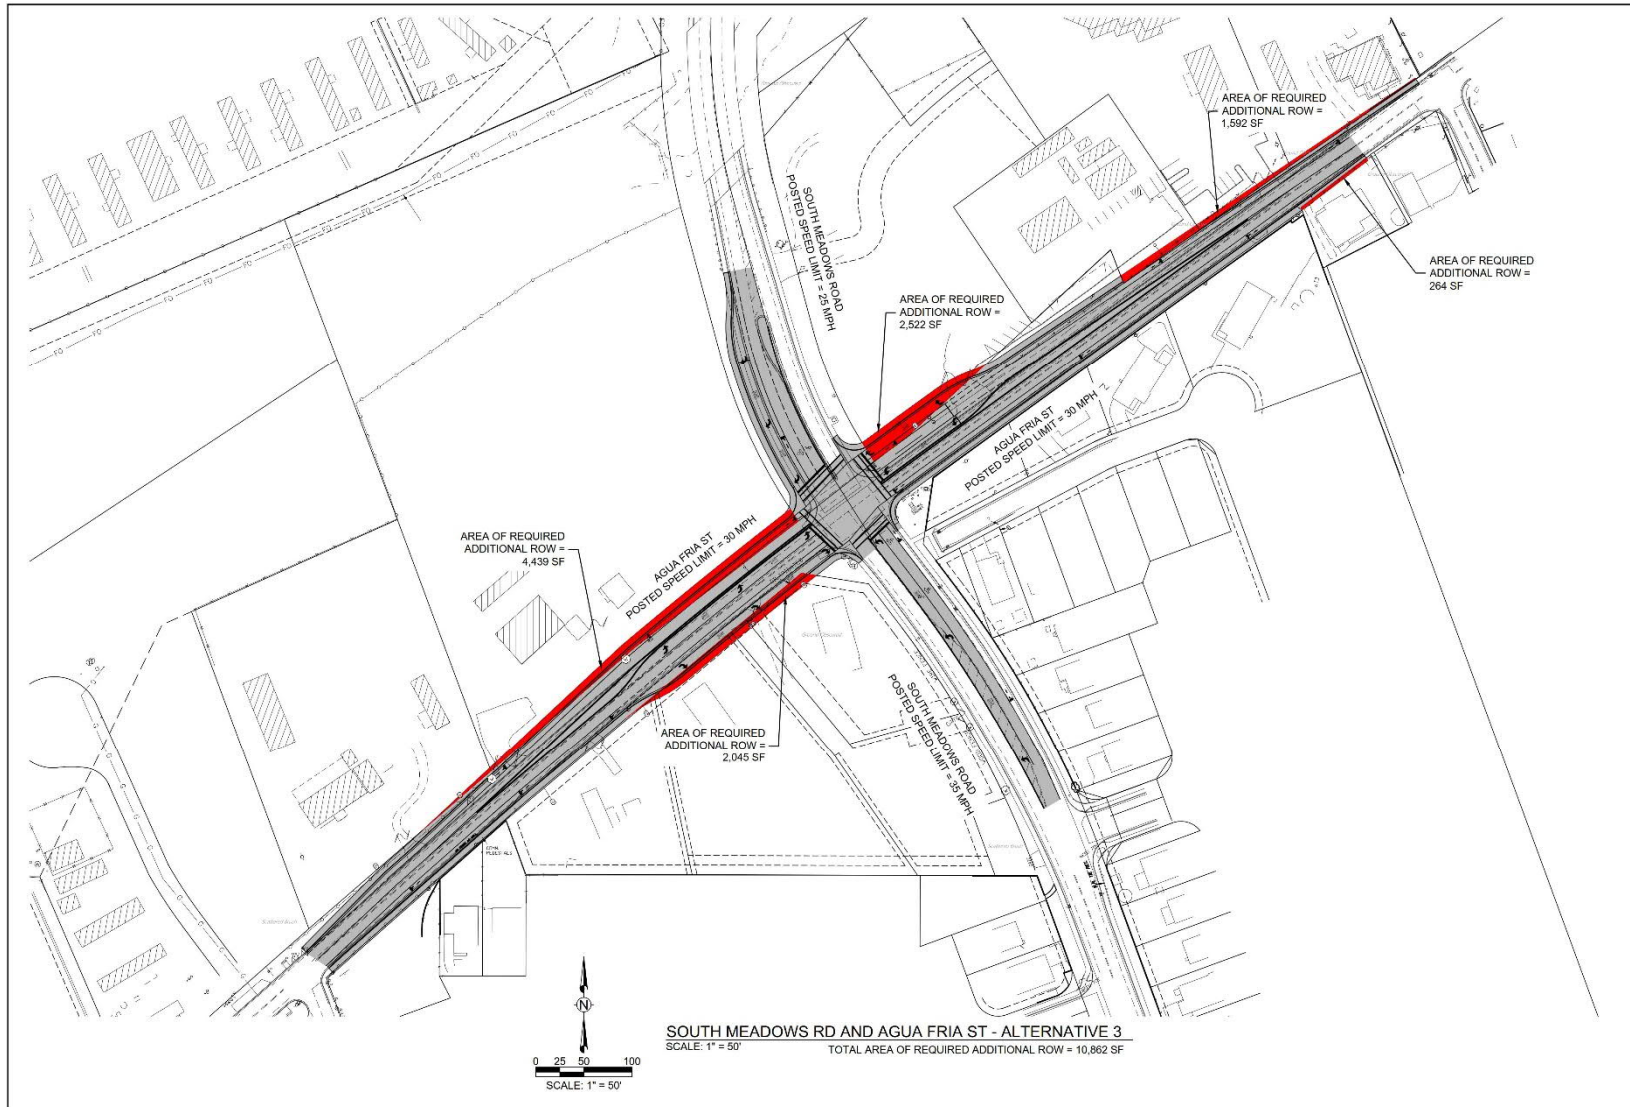 AREA OF REQUIRED
ADDITIONAL ROW =
1,592 SF
SOUTH MEADOWS ROAD
POSTED SPEED LIMIT = 25 MPH
AREA OF REQUIRED
ADDITIONAL ROW =
264 SF
AREA OF REQUIRED
ADDITIONAL ROW =
2,522 SF
AGUA FRIA ST
POSTED SPEED LIMIT = 30 MPH
AREA OF REQUIRED
ADDITIONAL ROW =
4,439 SF
AGUA FRIA ST
POSTED SPEED LIMIT = 30 MPH
AREA OF REQUIRED
ADDITIONAL ROW =
2,045 SF
SOUTH MEADOWS ROAD
POSTED SPEED LIMIT = 35 MPH
N
SOUTH MEADOWS RD AND AGUA FRIA ST - ALTERNATIVE 3
SCALE: 1" = 50'
TOTAL AREA OF REQUIRED ADDITIONAL ROW = 10,862 SF
0 25 50 100
SCALE: 1" = 50'